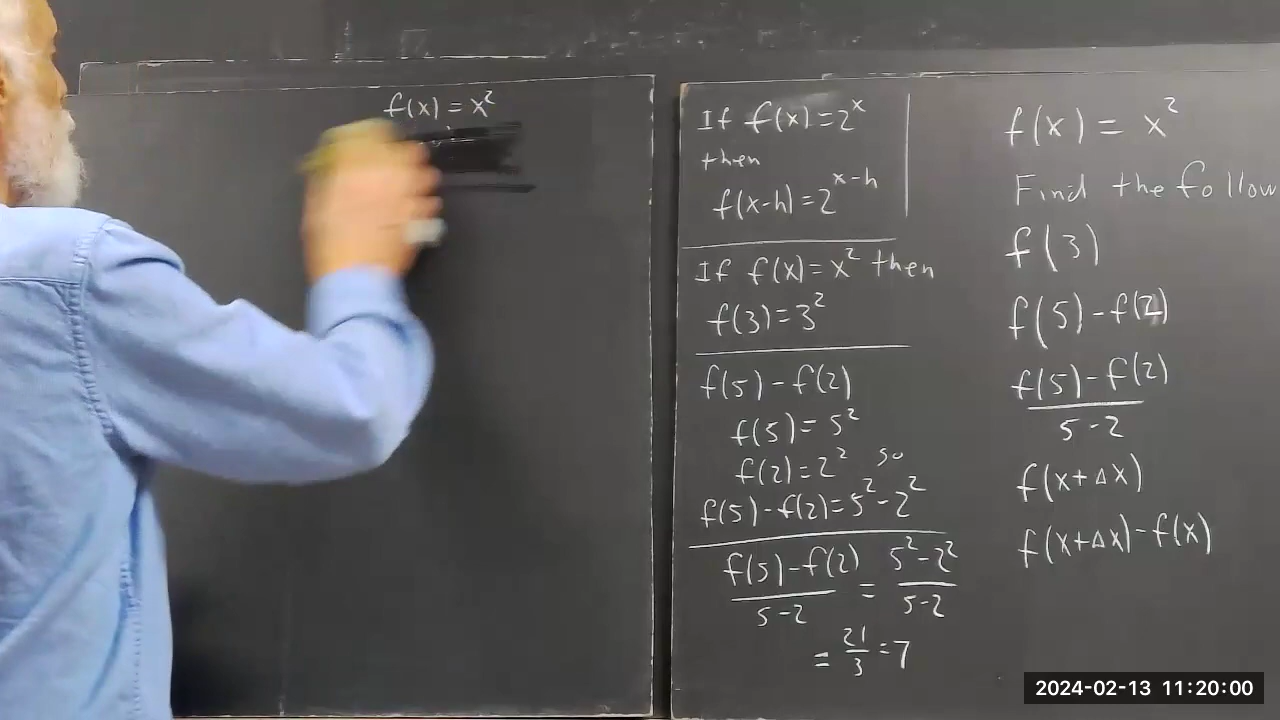 f(x) = x²
If f(x) = 2ˣ
then
f(x-h) = 2ˣ⁻ʰ
If f(x) = x² then
f(3) = 3²
f(5) - f(2)
f(5) = 5²
f(2) = 2² so
f(5) - f(2) = 5² - 2²
f(5) - f(2) / 5 - 2 = 5² - 2² / 5 - 2
= 21/3 = 7
f(x) = x²
Find the follow
f(3)
f(5) - f(2)
f(5) - f(2) / 5 - 2
f(x + Δx)
f(x + Δx) - f(x)
2024-02-13 11:20:00